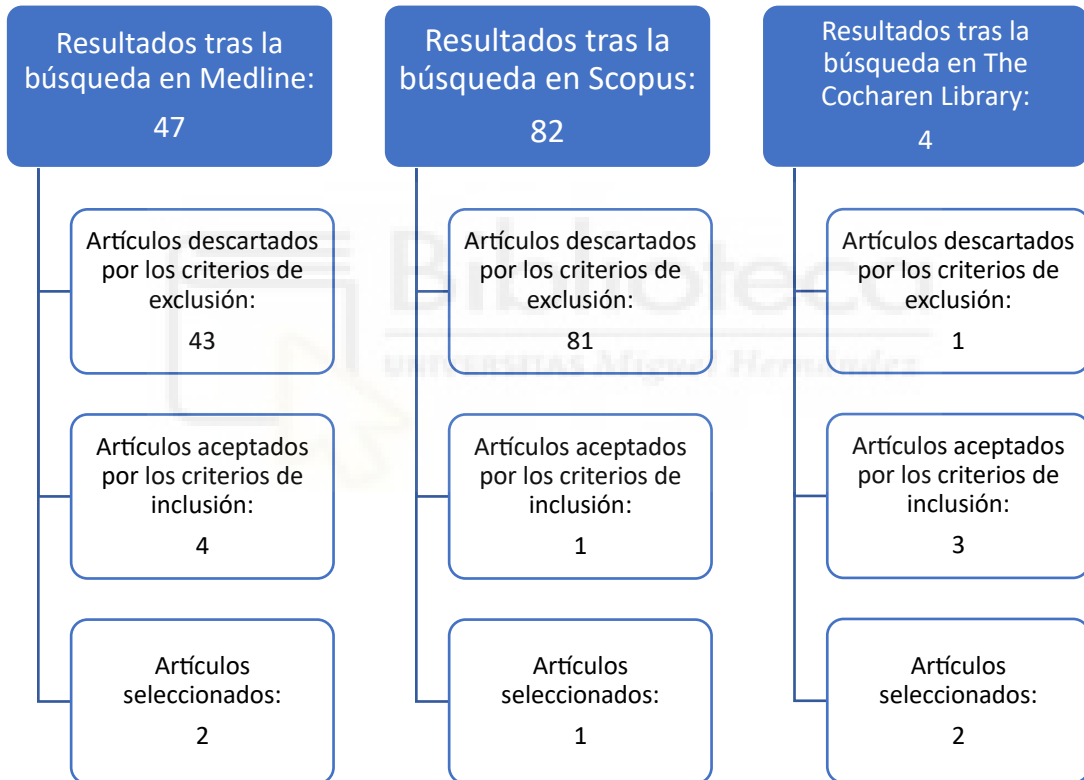 Resultados tras la
búsqueda en Medline:
47
Artículos descartados
por los criterios de
exclusión:
43
Artículos aceptados
por los criterios de
inclusión:
4
Artículos
seleccionados:
2
Resultados tras la
búsqueda en Scopus:
82
Artículos descartados
por los criterios de
exclusión:
81
Artículos aceptados
por los criterios de
inclusión:
1
Artículos
seleccionados:
1
Resultados tras la
búsqueda en The
Cocharen Library:
4
Artículos descartados
por los criterios de
exclusión:
1
Artículos aceptados
por los criterios de
inclusión:
3
Artículos
seleccionados:
2
Biblioteca
UNIVERSITAS Miguel Hernández